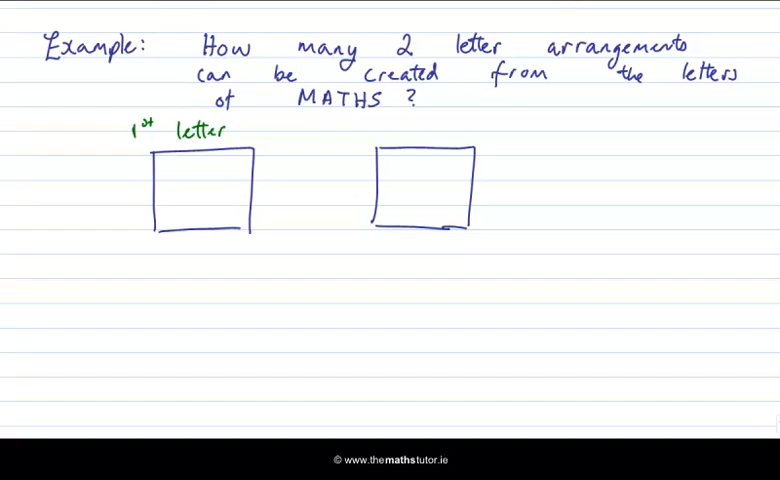 Example: How many 2 letter arrangements
can be created from the letters
of MATHS ?
1st letter
© www.themathstutor.ie